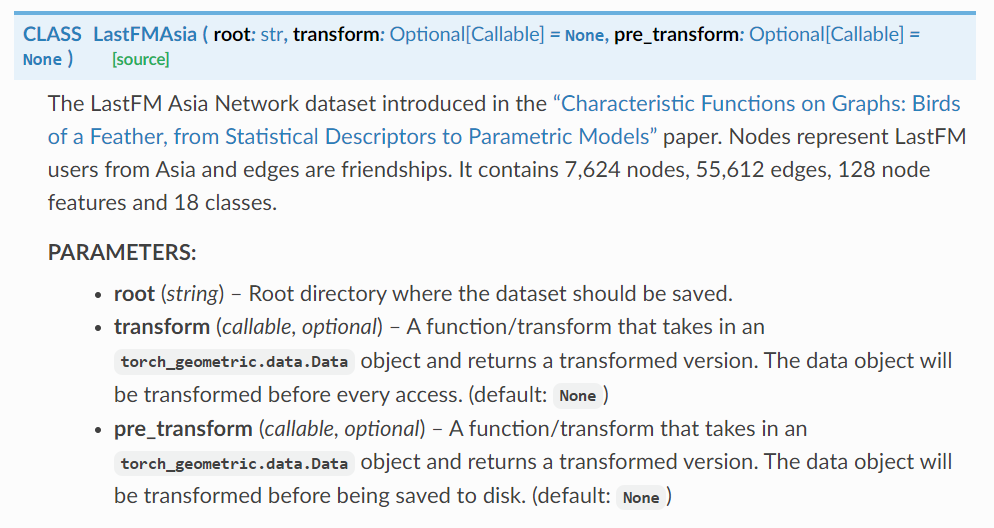 CLASS LastFMAsia ( root: str, transform: Optional[Callable] = None, pre_transform: Optional[Callable] =
None ) [source]
The LastFM Asia Network dataset introduced in the “Characteristic Functions on Graphs: Birds
of a Feather, from Statistical Descriptors to Parametric Models” paper. Nodes represent LastFM
users from Asia and edges are friendships. It contains 7,624 nodes, 55,612 edges, 128 node
features and 18 classes.
PARAMETERS:
• root (string) – Root directory where the dataset should be saved.
• transform (callable, optional) – A function/transform that takes in an
torch_geometric.data.Data object and returns a transformed version. The data object will
be transformed before every access. (default: None )
• pre_transform (callable, optional) – A function/transform that takes in an
torch_geometric.data.Data object and returns a transformed version. The data object will
be transformed before being saved to disk. (default: None )